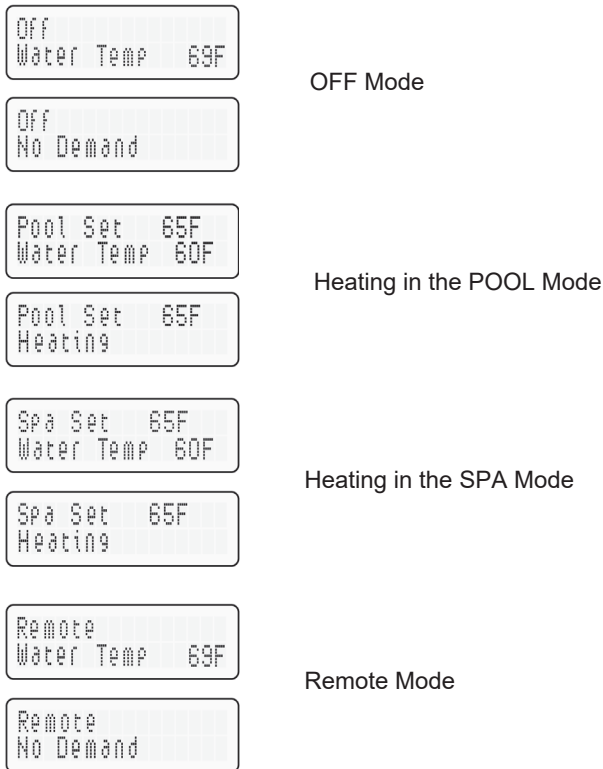 Off
Water Temp 69F
OFF Mode
Off
No Demand
Pool Set 65F
Water Temp 60F
Heating in the POOL Mode
Pool Set 65F
Heating
Spa Set 65F
Water Temp 60F
Heating in the SPA Mode
Spa Set 65F
Heating
Remote
Water Temp 69F
Remote Mode
Remote
No Demand